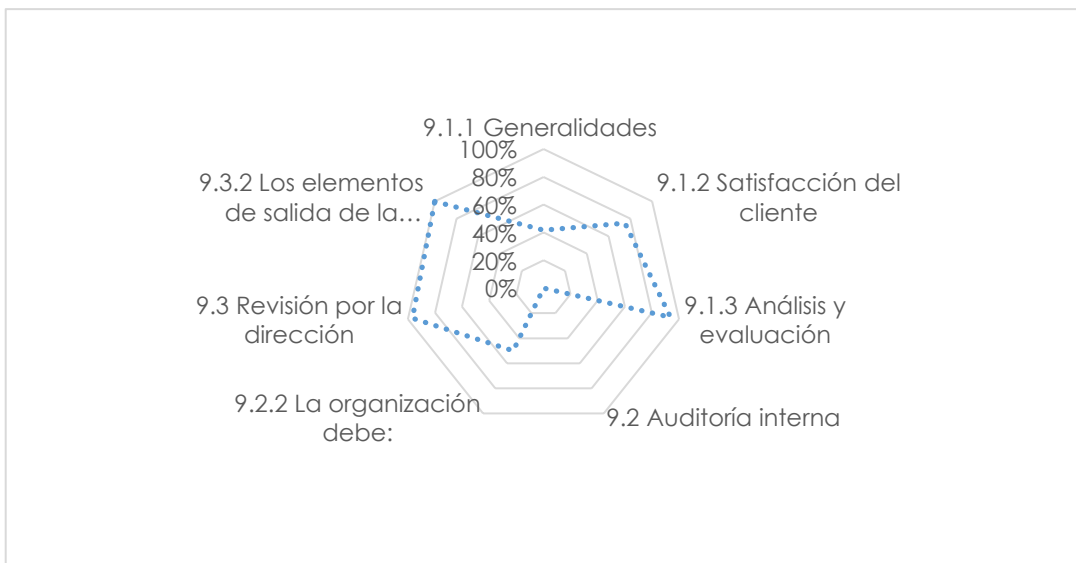 9.1.1 Generalidades
100%
80%
60%
40%
20%
0%
9.1.2 Satisfacción del
cliente
9.1.3 Análisis y
evaluación
9.2 Auditoría interna
9.2.2 La organización
debe:
9.3 Revisión por la
dirección
9.3.2 Los elementos
de salida de la...